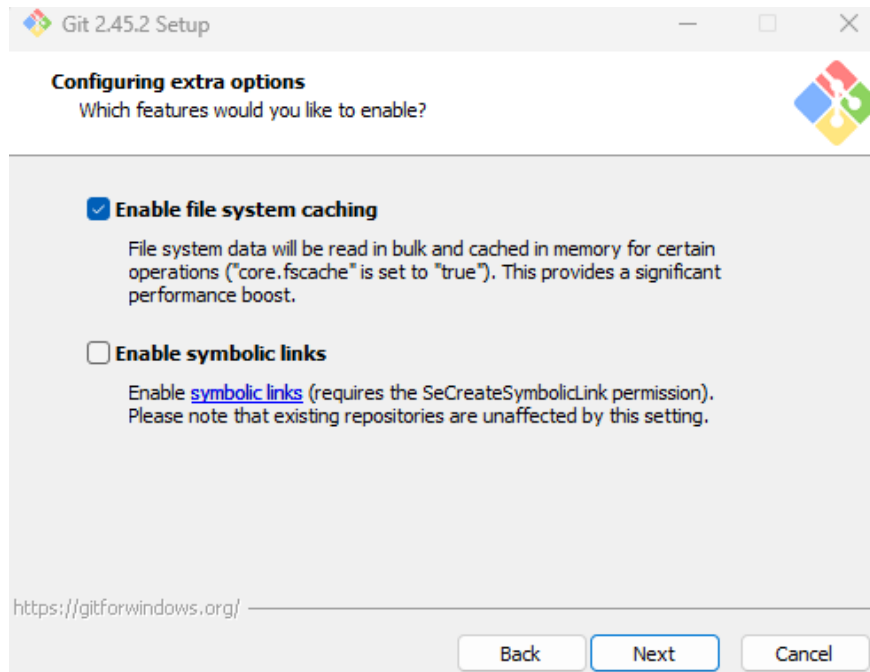 Git 2.45.2 Setup
Configuring extra options
Which features would you like to enable?
Enable file system caching
File system data will be read in bulk and cached in memory for certain
operations ("core.fscache" is set to "true"). This provides a significant
performance boost.
Enable symbolic links
Enable symbolic links (requires the SeCreateSymbolicLink permission).
Please note that existing repositories are unaffected by this setting.
https://gitforwindows.org/
Back Next Cancel